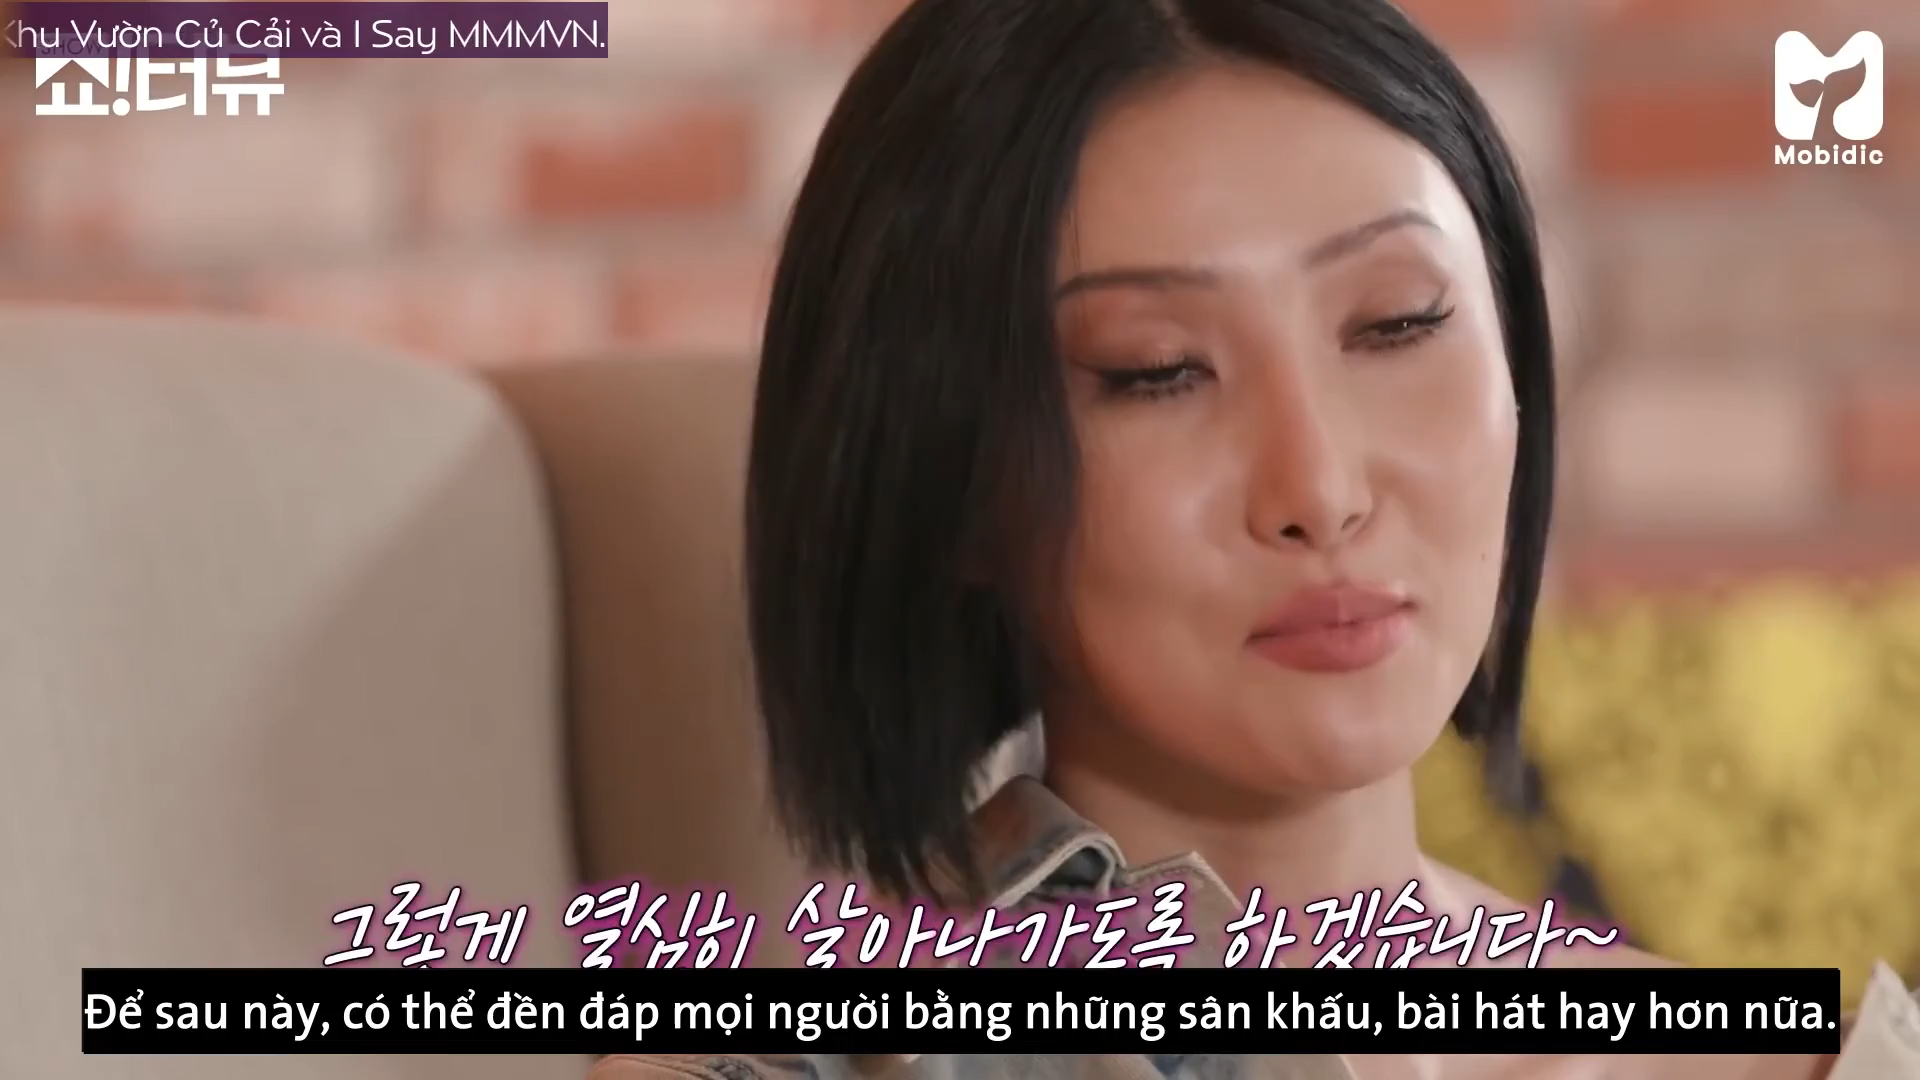 Khu Vườn Củ Cải và I Say MMMVN.
SHOW
쇼!터뷰
Mobidic
그렇게 열심히 살아나가도록 하겠습니다~
Để sau này, có thể đền đáp mọi người bằng những sân khấu, bài hát hay hơn nữa.